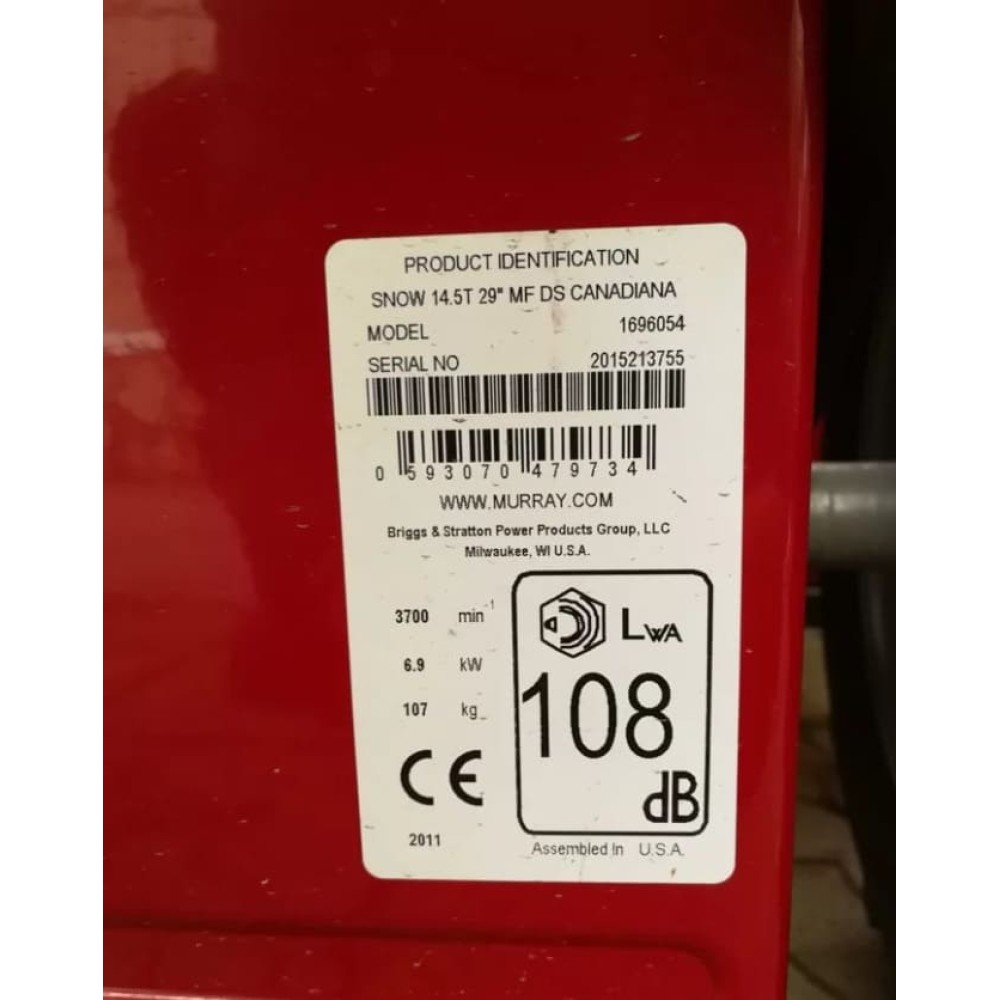 PRODUCT IDENTIFICATION
SNOW 14.5T 29" MF DS CANADIANA
MODEL 1696054
SERIAL NO 2015213755
0 593070 479734
WWW.MURRAY.COM
Briggs & Stratton Power Products Group, LLC
Milwaukee, WI U.S.A.
3700 min-1
6.9 kW
107 kg
CE
2011
LWA
108
dB
Assembled In U.S.A.